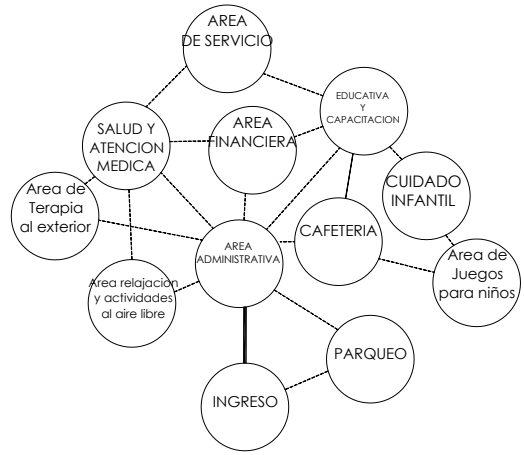 AREA
DE SERVICIO
EDUCATIVA
Y
CAPACITACION
SALUD Y
ATENCION
MEDICA
AREA
FINANCIERA
CUIDADO
INFANTIL
Area de
Terapia
al exterior
CAFETERIA
AREA
ADMINISTRATIVA
Area de
Juegos
para niños
Area relajacion
y actividades
al aire libre
PARQUEO
INGRESO